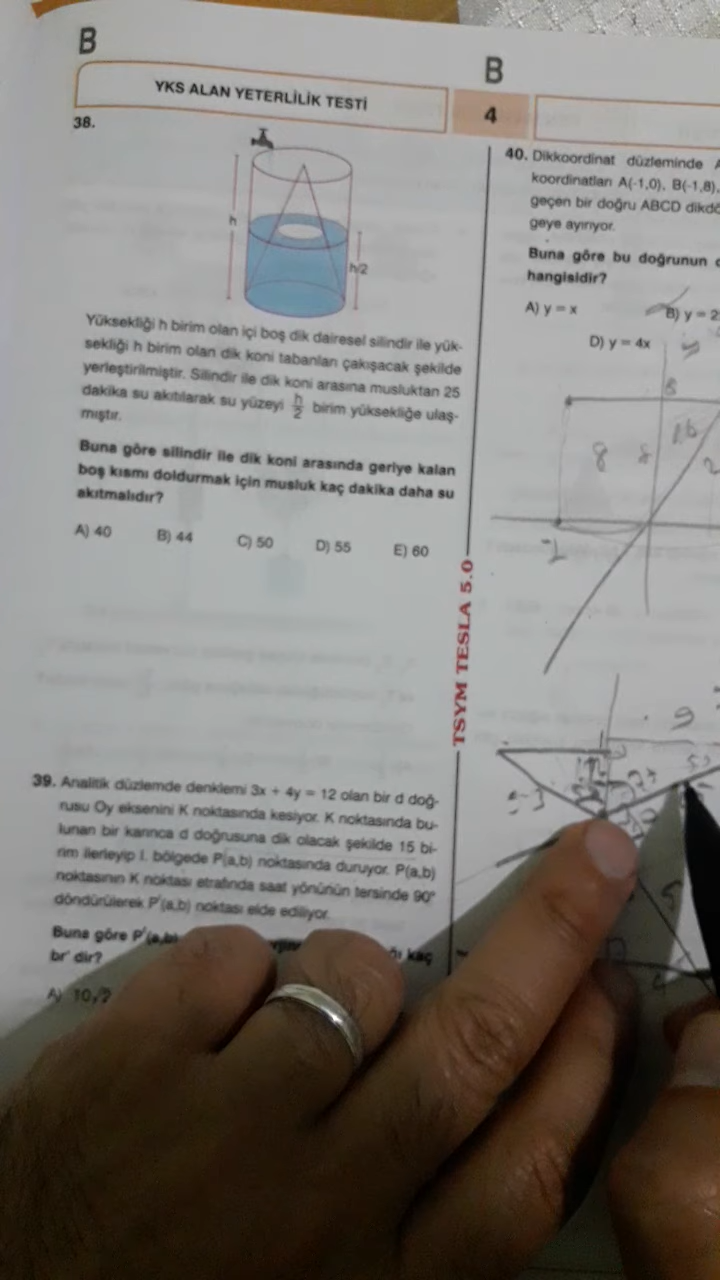 B
B
YKS ALAN YETERLİLİK TESTİ
4
38.
h
h/2
Yüksekliği h birim olan içi boş dik dairesel silindir ile yük-
sekliği h birim olan dik koni tabanları çakışacak şekilde
yerleştirilmiştir. Silindir ile dik koni arasına musluktan 25
dakika su akıtılarak su yüzeyi h/2 birim yüksekliğe ulaş-
mıştır.
Buna göre silindir ile dik koni arasında geriye kalan
boş kısmı doldurmak için musluk kaç dakika daha su
akıtmalıdır?
A) 40 B) 44 C) 50 D) 55 E) 60
39. Analitik düzlemde denklemi 3x + 4y = 12 olan bir d doğ-
rusu Oy eksenini K noktasında kesiyor. K noktasında bu-
lunan bir karınca d doğrusuna dik olacak şekilde 15 bi-
rim ilerleyip I. bölgede P(a,b) noktasında duruyor. P(a,b)
noktasının K noktası etrafında saat yönünün tersinde 90°
döndürülerek P'(a,b) noktası elde ediliyor.
Buna göre P'(a,b) kaç
br' dir?
A) 10√2
TSYM TESLA 5.0
40. Dikkoordinat düzleminde A
koordinatları A(-1,0), B(-1,8),
geçen bir doğru ABCD dikdö
geye ayırıyor.
Buna göre bu doğrunun d
hangisidir?
A) y = x B) y = 2
D) y = 4x
8
8